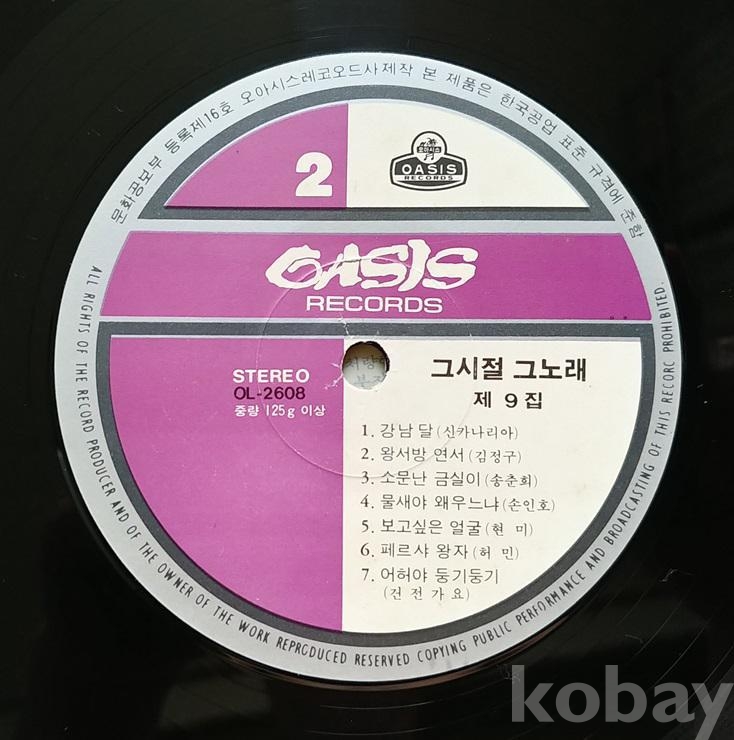 문화공보부 등록제16호 오아시스레코오드사제작 본 제품은 한국공업 표준 규격에 준함
2
오아시스
OASIS
RECORDS
OASIS
RECORDS
STEREO
OL-2608
중량 125g 이상
그시절 그노래
제 9 집
1. 강남 달 (신카나리아)
2. 왕서방 연서 (김정구)
3. 소문난 금실이 (송춘희)
4. 물새야 왜우느냐 (손인호)
5. 보고싶은 얼굴 (현 미)
6. 페르샤 왕자 (허 민)
7. 어허야 둥기둥기
(건 전 가 요)
ALL RIGHTS OF THE RECORD PRODUCER AND OF THE OWNER OF THE WORK REPRCDUCED RESERVED COPYING PUBLIC PERFORMANCE AND BROADCASTING OF THIS RECORC PROHIBITED.
kobay